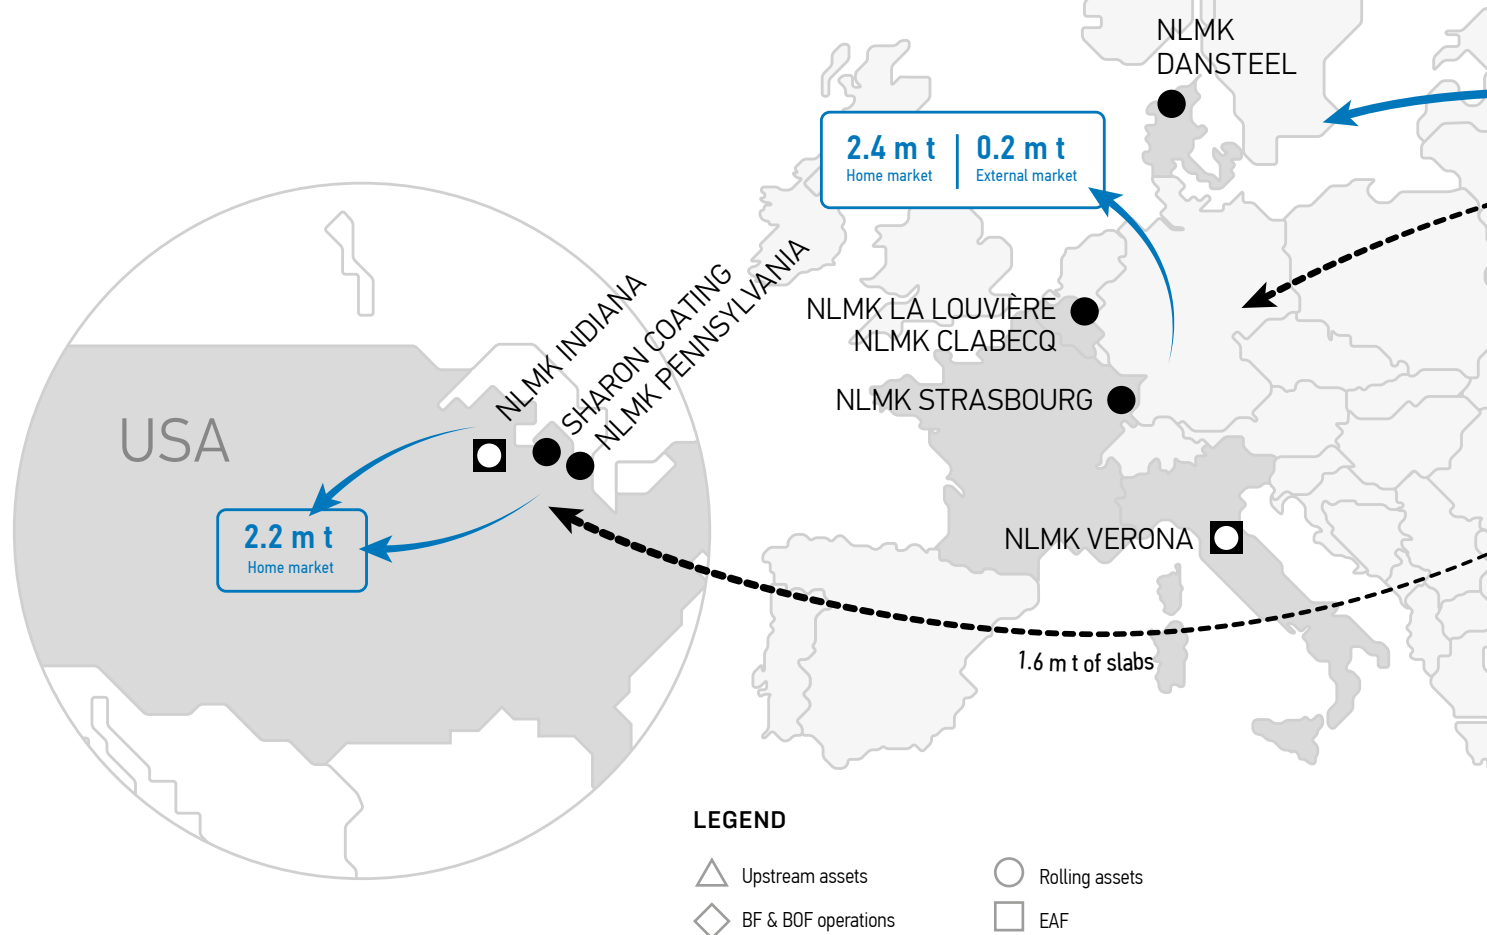 NLMK
DANSTEEL
2.4 m t
0.2 m t
Home market
External market
NLMK INDIANA
SHARON COATING
NLMK PENNSYLVANIA
NLMK LA LOUVIÈRE
NLMK CLABECQ
NLMK STRASBOURG
USA
2.2 m t
Home market
NLMK VERONA
1.6 m t of slabs
LEGEND
Upstream assets
Rolling assets
BF & BOF operations
EAF